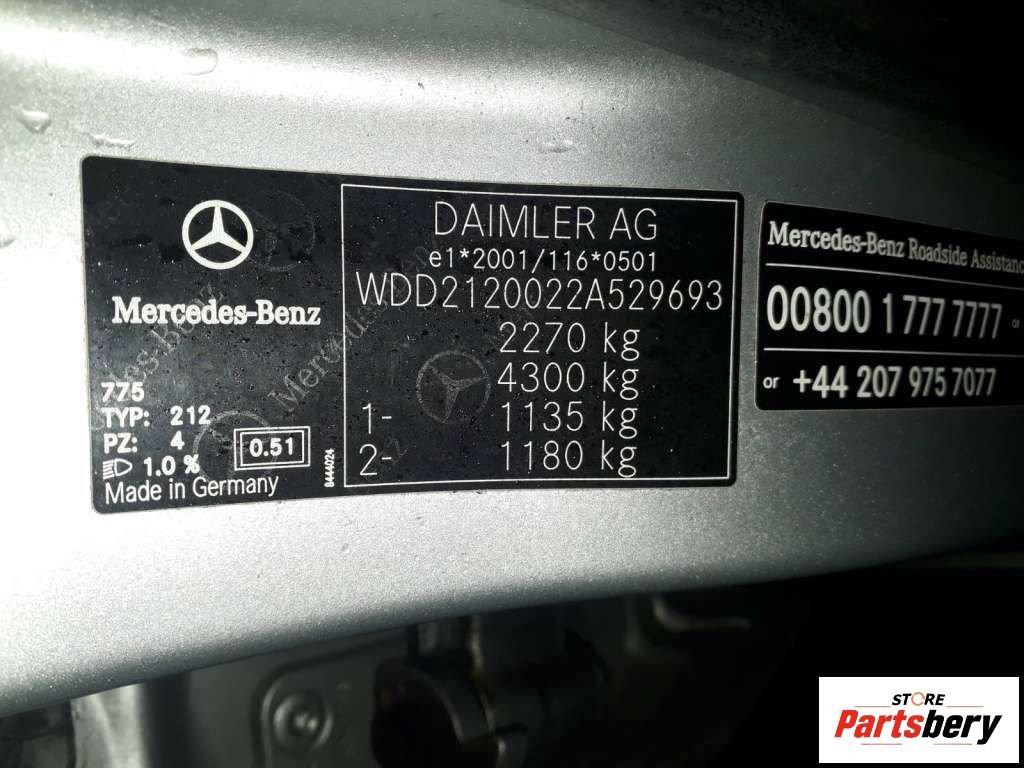 Mercedes-Benz
775
TYP: 212
PZ: 4
1.0 %
0.51
Made in Germany
8444024
DAIMLER AG
e1*2001/116*0501
WDD2120022A529693
2270 kg
4300 kg
1- 1135 kg
2- 1180 kg
Mercedes-Benz Roadside Assistanc
00800 1 777 7777 or
or +44 207 975 7077
STORE
Partsbery